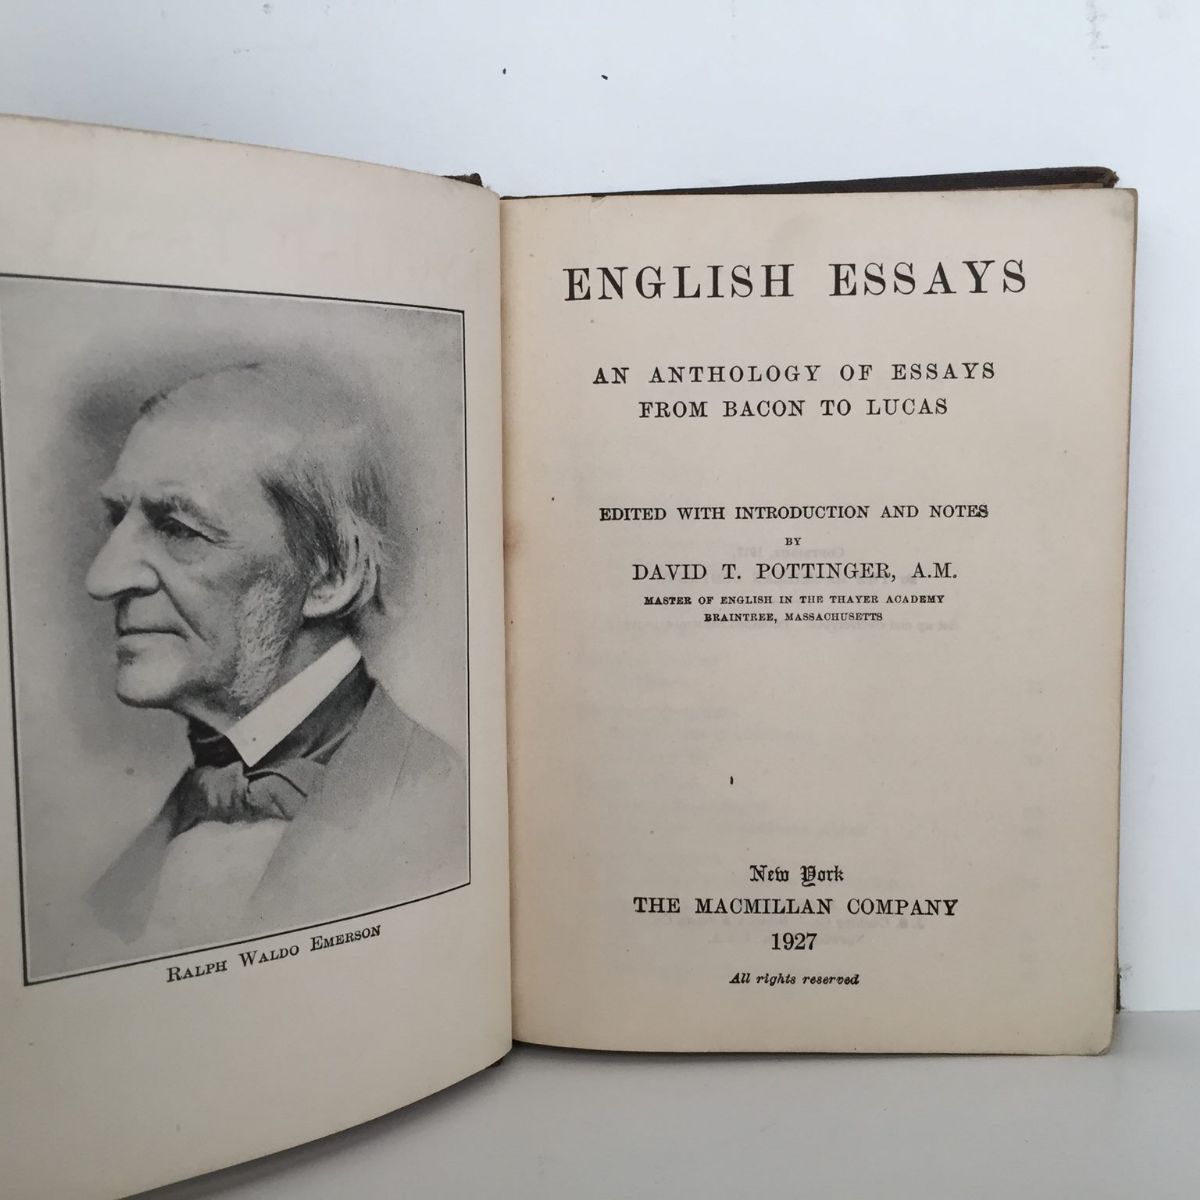 RALPH WALDO EMERSON
ENGLISH ESSAYS
AN ANTHOLOGY OF ESSAYS
FROM BACON TO LUCAS
EDITED WITH INTRODUCTION AND NOTES
BY
DAVID T. POTTINGER, A.M.
MASTER OF ENGLISH IN THE THAYER ACADEMY
BRAINTREE, MASSACHUSETTS
New York
THE MACMILLAN COMPANY
1927
All rights reserved